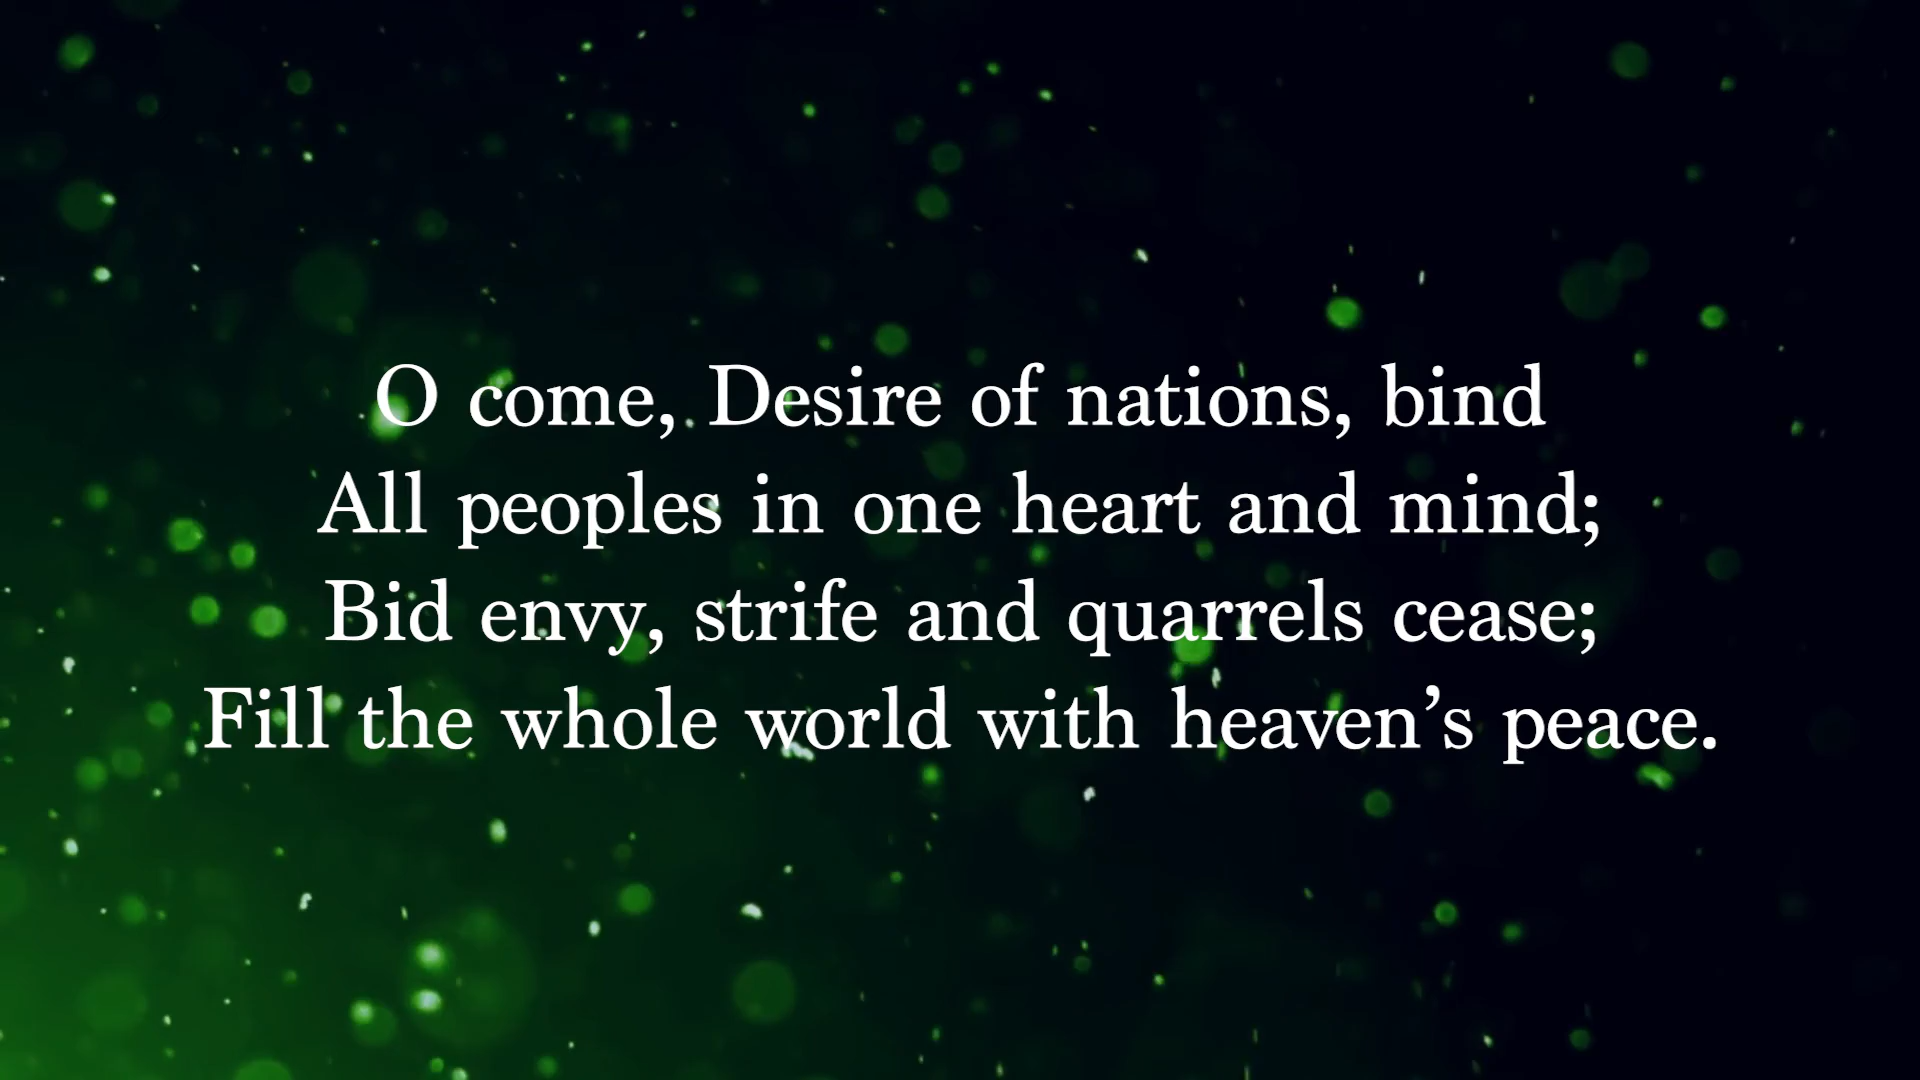 O come, Desire of nations, bind
All peoples in one heart and mind;
Bid envy, strife and quarrels cease;
Fill the whole world with heaven’s peace.